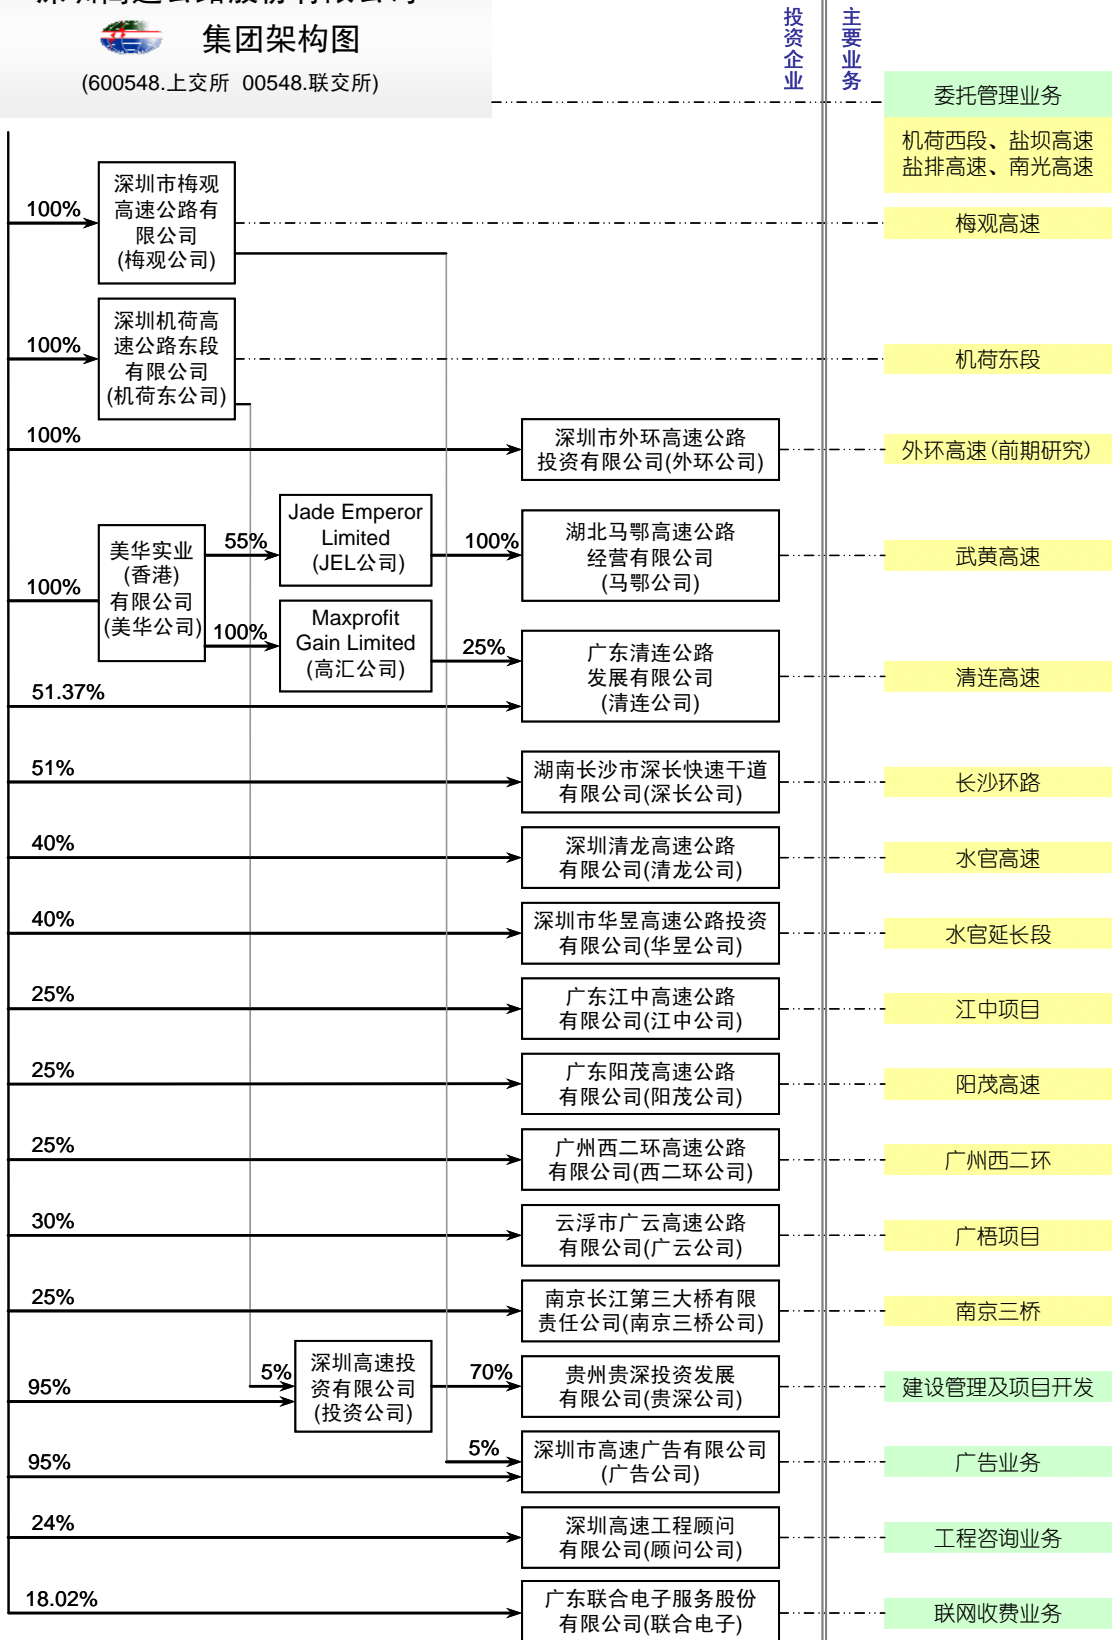 集团架构图
(600548.上交所 00548.联交所)
投资企业
主要业务
委托管理业务
机荷西段、盐坝高速
盐排高速、南光高速
100%
深圳市梅观
高速公路有
限公司
(梅观公司)
梅观高速
100%
深圳机荷高
速公路东段
有限公司
(机荷东公司)
机荷东段
100%
深圳市外环高速公路
投资有限公司(外环公司)
外环高速(前期研究)
100%
美华实业
(香港)
有限公司
(美华公司)
55%
Jade Emperor
Limited
(JEL公司)
100%
湖北马鄂高速公路
经营有限公司
(马鄂公司)
武黄高速
100%
Maxprofit
Gain Limited
(高汇公司)
25%
51.37%
广东清连公路
发展有限公司
(清连公司)
清连高速
51%
湖南长沙市深长快速干道
有限公司(深长公司)
长沙环路
40%
深圳清龙高速公路
有限公司(清龙公司)
水官高速
40%
深圳市华昱高速公路投资
有限公司(华昱公司)
水官延长段
25%
广东江中高速公路
有限公司(江中公司)
江中项目
25%
广东阳茂高速公路
有限公司(阳茂公司)
阳茂高速
25%
广州西二环高速公路
有限公司(西二环公司)
广州西二环
30%
云浮市广云高速公路
有限公司(广云公司)
广梧项目
25%
南京长江第三大桥有限
责任公司(南京三桥公司)
南京三桥
95%
5%
深圳高速投
资有限公司
(投资公司)
70%
贵州贵深投资发展
有限公司(贵深公司)
建设管理及项目开发
95%
5%
深圳市高速广告有限公司
(广告公司)
广告业务
24%
深圳高速工程顾问
有限公司(顾问公司)
工程咨询业务
18.02%
广东联合电子服务股份
有限公司(联合电子)
联网收费业务